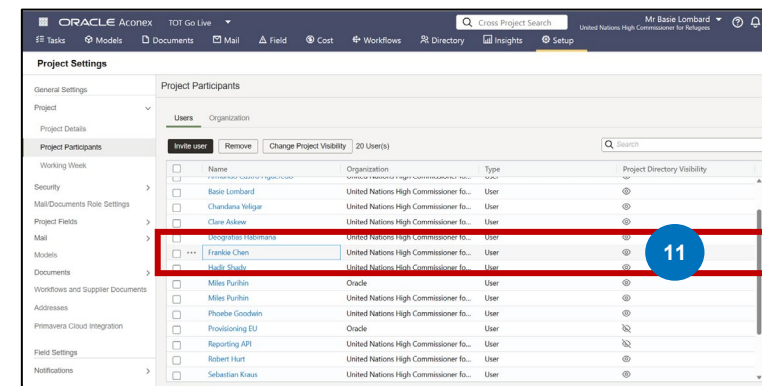 ORACLE Aconex TOT Go Live Cross Project Search Mr Basie Lombard
United Nations High Commissioner for Refugees
Tasks Models Documents Mail Field Cost Workflows Directory Insights Setup
Project Settings
General Settings
Project
Project Details
Project Participants
Working Week
Security
Mail/Documents Role Settings
Project Fields
Mail
Models
Documents
Workflows and Supplier Documents
Addresses
Primavera Cloud Integration
Field Settings
Notifications
Project Participants
Users Organization
Invite user Remove Change Project Visibility 20 User(s) Search
Name Organization Type Project Directory Visibility
Armando Castro Figueredo United Nations High Commissioner fo... User
Basie Lombard United Nations High Commissioner fo... User
Chandana Yeligar United Nations High Commissioner fo... User
Clare Askew United Nations High Commissioner fo... User
Deogratias Habimana United Nations High Commissioner fo... User
Frankie Chen United Nations High Commissioner fo... User 11
Hadir Shady United Nations High Commissioner fo... User
Miles Purihin Oracle User
Miles Purihin United Nations High Commissioner fo... User
Phoebe Goodwin United Nations High Commissioner fo... User
Provisioning EU Oracle User
Reporting API United Nations High Commissioner fo... User
Robert Hurt United Nations High Commissioner fo... User
Sebastian Kraus United Nations High Commissioner fo... User